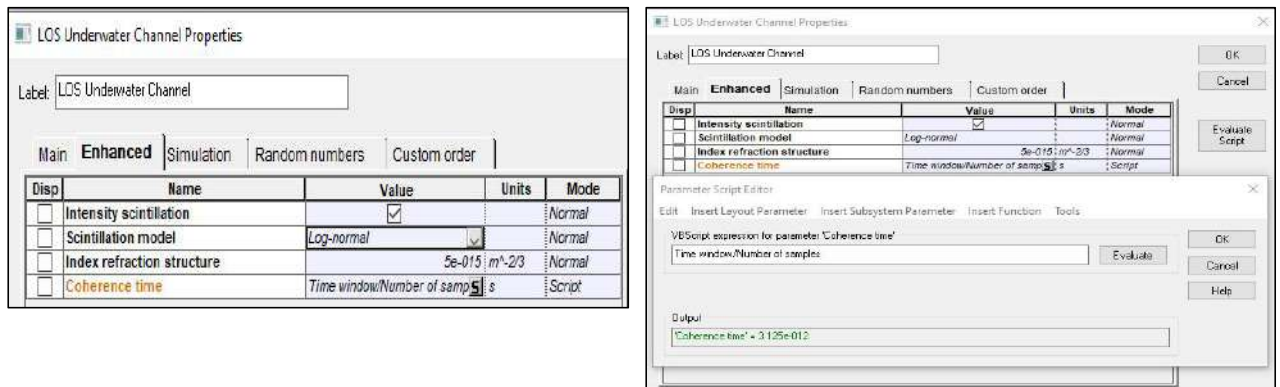 LOS Underwater Channel Properties
Label: LOS Underwater Channel
Main Enhanced Simulation Random numbers Custom order
Disp Name Value Units Mode
Intensity scintillation Normal
Scintillation model Log-normal Normal
Index refraction structure 5e-015 m^-2/3 Normal
Coherence time Time window/Number of samp S s Script
LOS Underwater Channel Properties
Label: LOS Underwater Channel
OK
Cancel
Evaluate Script
Main Enhanced Simulation Random numbers Custom order
Disp Name Value Units Mode
Intensity scintillation Normal
Scintillation model Log-normal Normal
Index refraction structure 5e-015 m^-2/3 Normal
Coherence time Time window/Number of samp S s Script
Parameter Script Editor
Edit Insert Layout Parameter Insert Subsystem Parameter Insert Function Tools
VBScript expression for parameter 'Coherence time'
Time window/Number of samples
Evaluate
OK
Cancel
Help
Output
'Coherence time' = 3.125e-012